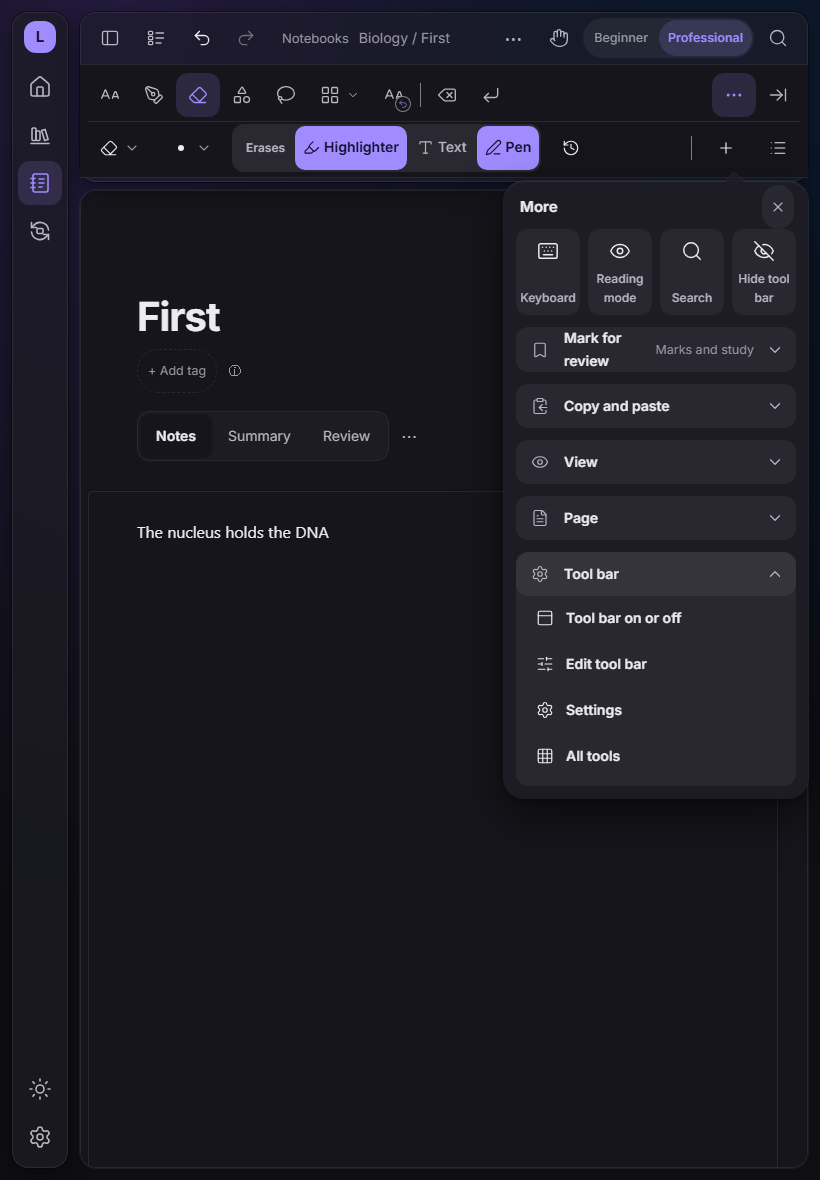 L
Notebooks Biology / First
Beginner Professional
AA
AA
Erases Highlighter Text Pen
More
Keyboard
Reading mode
Search
Hide tool bar
First
+ Add tag
Mark for review Marks and study
Copy and paste
Notes Summary Review
View
Page
The nucleus holds the DNA
Tool bar
Tool bar on or off
Edit tool bar
Settings
All tools